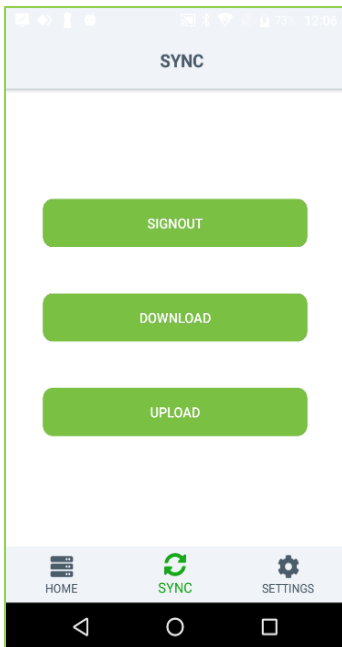 73% 12:06
SYNC
SIGNOUT
DOWNLOAD
UPLOAD
HOME SYNC SETTINGS